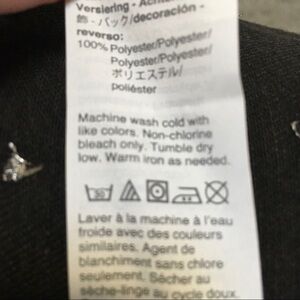 Versiering -
飾 - バック/decoración -
reverso:
100% Polyester/Polyester/
Polyester/Polyester/
ポリエステル/
poliéster
Machine wash cold with
like colors. Non-chlorine
bleach only. Tumble dry
low. Warm iron as needed.
Laver à la machine à l'eau
froide avec des couleurs
similaires. Agent de
blanchiment sans chlore
seulement. Sécher au
sèche-linge au cycle doux.